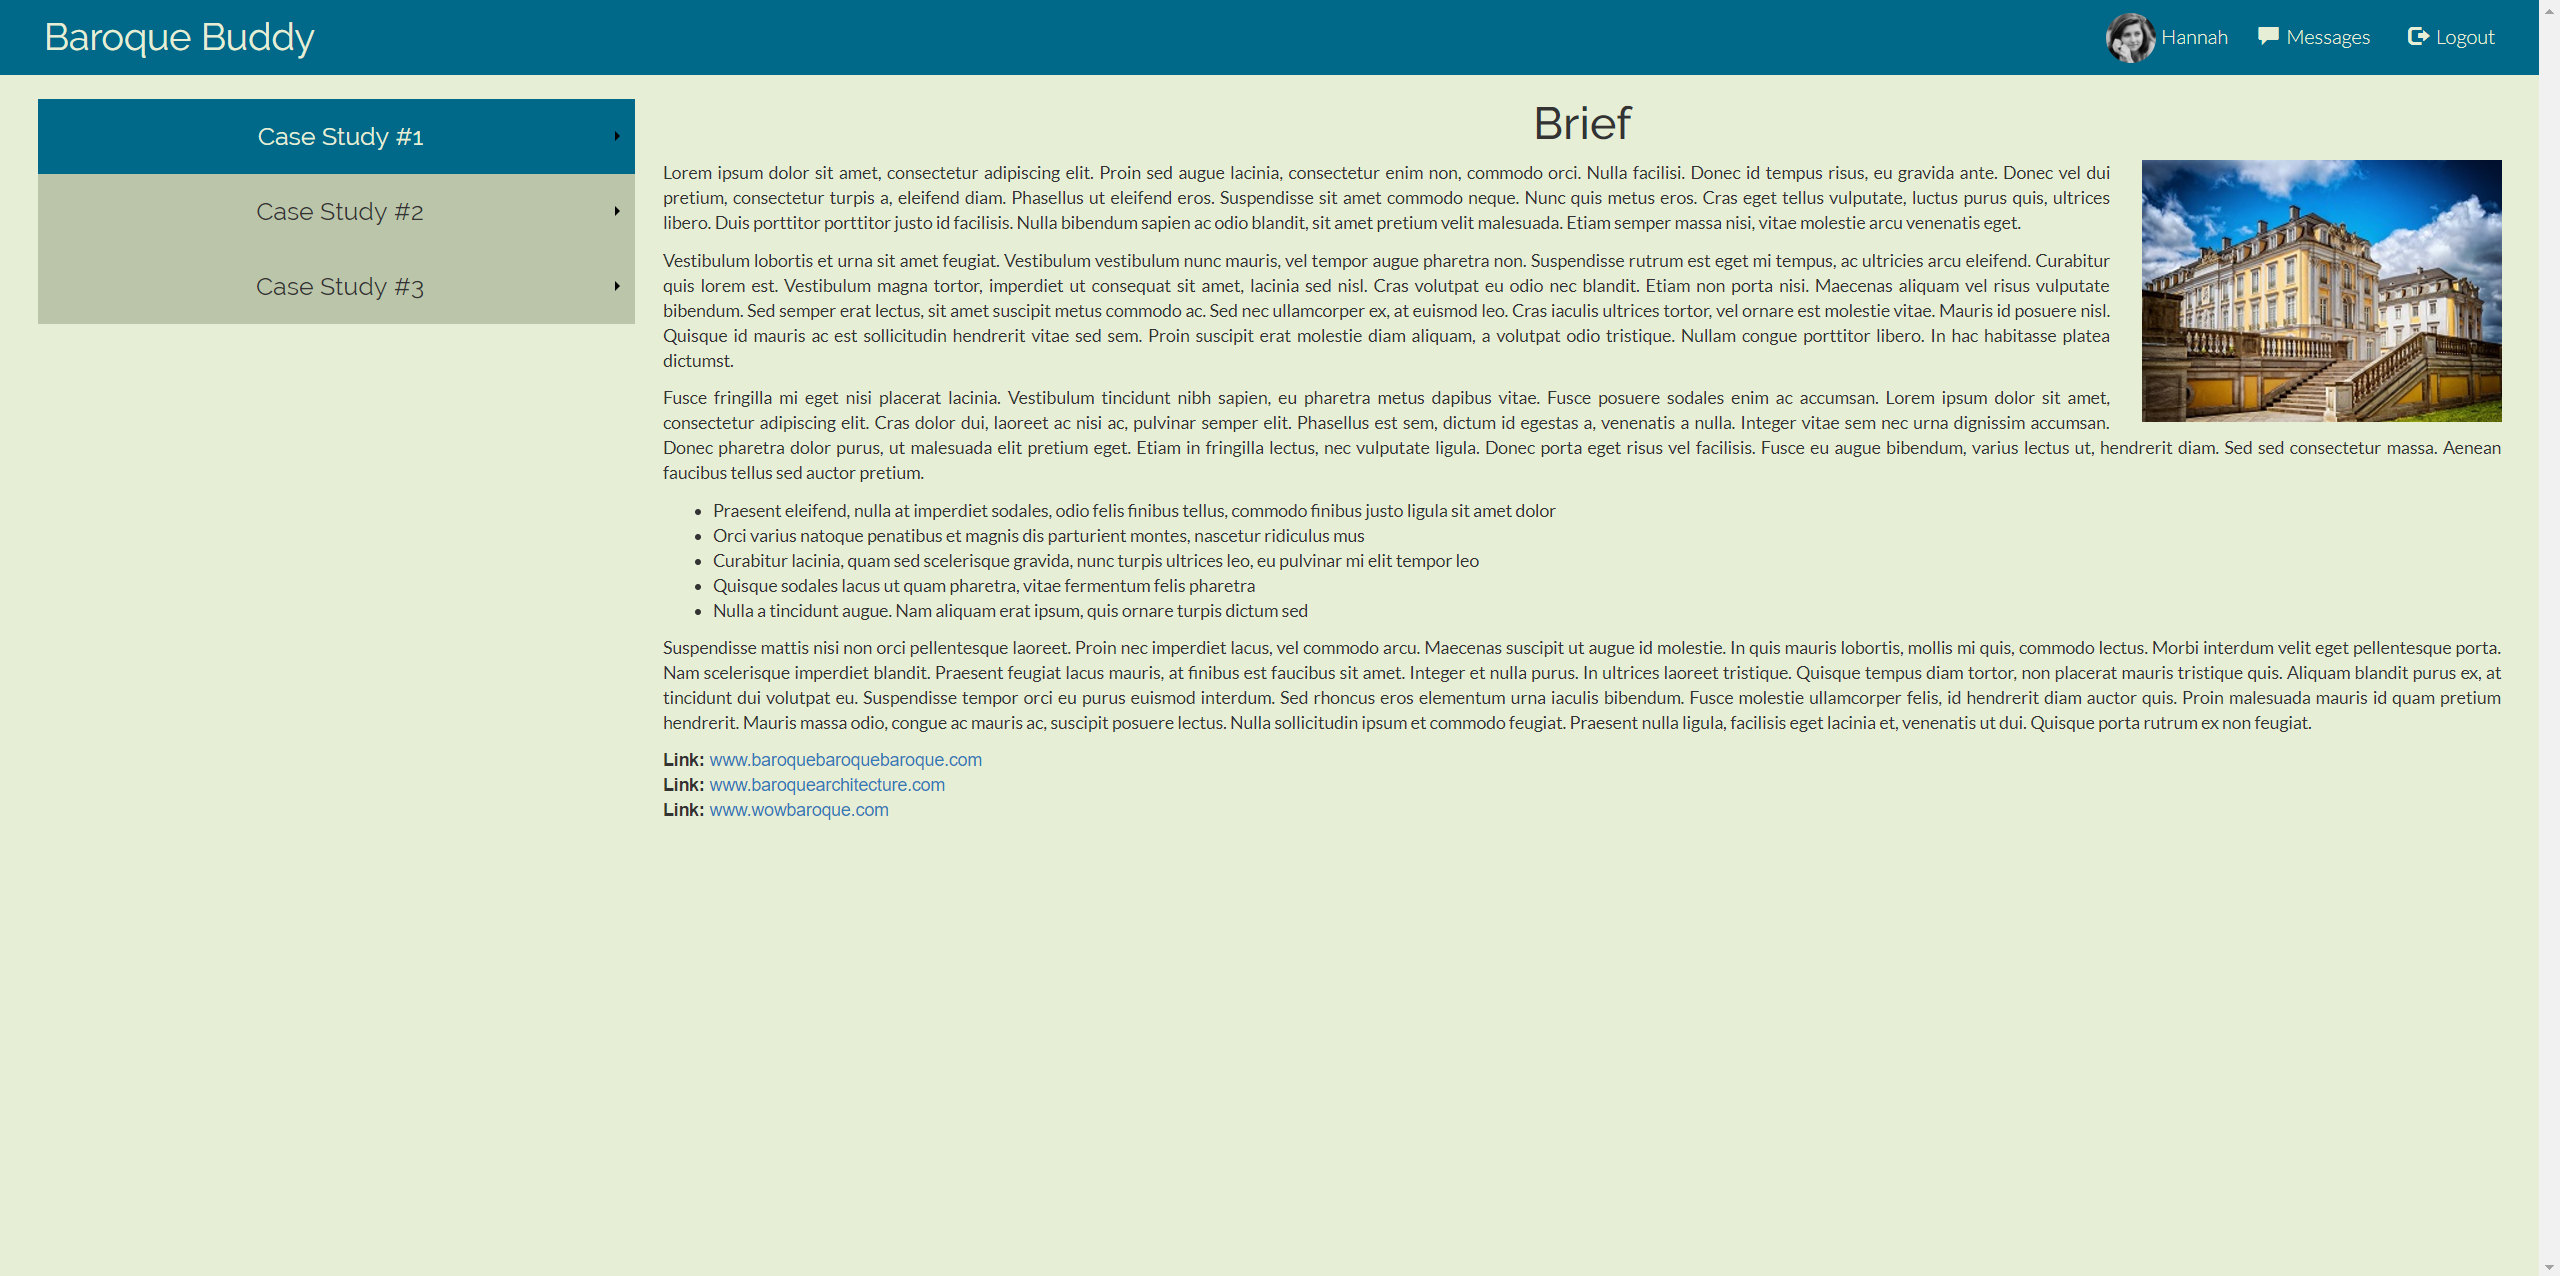 Baroque Buddy
Hannah
Messages
Logout
Case Study #1
Case Study #2
Case Study #3
Brief
Lorem ipsum dolor sit amet, consectetur adipiscing elit. Proin sed augue lacinia, consectetur enim non, commodo orci. Nulla facilisi. Donec id tempus risus, eu gravida ante. Donec vel dui
pretium, consectetur turpis a, eleifend diam. Phasellus ut eleifend eros. Suspendisse sit amet commodo neque. Nunc quis metus eros. Cras eget tellus vulputate, luctus purus quis, ultrices
libero. Duis porttitor porttitor justo id facilisis. Nulla bibendum sapien ac odio blandit, sit amet pretium velit malesuada. Etiam semper massa nisi, vitae molestie arcu venenatis eget.
Vestibulum lobortis et urna sit amet feugiat. Vestibulum vestibulum nunc mauris, vel tempor augue pharetra non. Suspendisse rutrum est eget mi tempus, ac ultricies arcu eleifend. Curabitur
quis lorem est. Vestibulum magna tortor, imperdiet ut consequat sit amet, lacinia sed nisl. Cras volutpat eu odio nec blandit. Etiam non porta nisi. Maecenas aliquam vel risus vulputate
bibendum. Sed semper erat lectus, sit amet suscipit metus commodo ac. Sed nec ullamcorper ex, at euismod leo. Cras iaculis ultrices tortor, vel ornare est molestie vitae. Mauris id posuere nisl.
Quisque id mauris ac est sollicitudin hendrerit vitae sed sem. Proin suscipit erat molestie diam aliquam, a volutpat odio tristique. Nullam congue porttitor libero. In hac habitasse platea
dictumst.
Fusce fringilla mi eget nisi placerat lacinia. Vestibulum tincidunt nibh sapien, eu pharetra metus dapibus vitae. Fusce posuere sodales enim ac accumsan. Lorem ipsum dolor sit amet,
consectetur adipiscing elit. Cras dolor dui, laoreet ac nisi ac, pulvinar semper elit. Phasellus est sem, dictum id egestas a, venenatis a nulla. Integer vitae sem nec urna dignissim accumsan.
Donec pharetra dolor purus, ut malesuada elit pretium eget. Etiam in fringilla lectus, nec vulputate ligula. Donec porta eget risus vel facilisis. Fusce eu augue bibendum, varius lectus ut, hendrerit diam. Sed sed consectetur massa. Aenean
faucibus tellus sed auctor pretium.
• Praesent eleifend, nulla at imperdiet sodales, odio felis finibus tellus, commodo finibus justo ligula sit amet dolor
• Orci varius natoque penatibus et magnis dis parturient montes, nascetur ridiculus mus
• Curabitur lacinia, quam sed scelerisque gravida, nunc turpis ultrices leo, eu pulvinar mi elit tempor leo
• Quisque sodales lacus ut quam pharetra, vitae fermentum felis pharetra
• Nulla a tincidunt augue. Nam aliquam erat ipsum, quis ornare turpis dictum sed
Suspendisse mattis nisi non orci pellentesque laoreet. Proin nec imperdiet lacus, vel commodo arcu. Maecenas suscipit ut augue id molestie. In quis mauris lobortis, mollis mi quis, commodo lectus. Morbi interdum velit eget pellentesque porta.
Nam scelerisque imperdiet blandit. Praesent feugiat lacus mauris, at finibus est faucibus sit amet. Integer et nulla purus. In ultrices laoreet tristique. Quisque tempus diam tortor, non placerat mauris tristique quis. Aliquam blandit purus ex, at
tincidunt dui volutpat eu. Suspendisse tempor orci eu purus euismod interdum. Sed rhoncus eros elementum urna iaculis bibendum. Fusce molestie ullamcorper felis, id hendrerit diam auctor quis. Proin malesuada mauris id quam pretium
hendrerit. Mauris massa odio, congue ac mauris ac, suscipit posuere lectus. Nulla sollicitudin ipsum et commodo feugiat. Praesent nulla ligula, facilisis eget lacinia et, venenatis ut dui. Quisque porta rutrum ex non feugiat.
Link: www.baroquebaroquebaroque.com
Link: www.baroquearchitecture.com
Link: www.wowbaroque.com